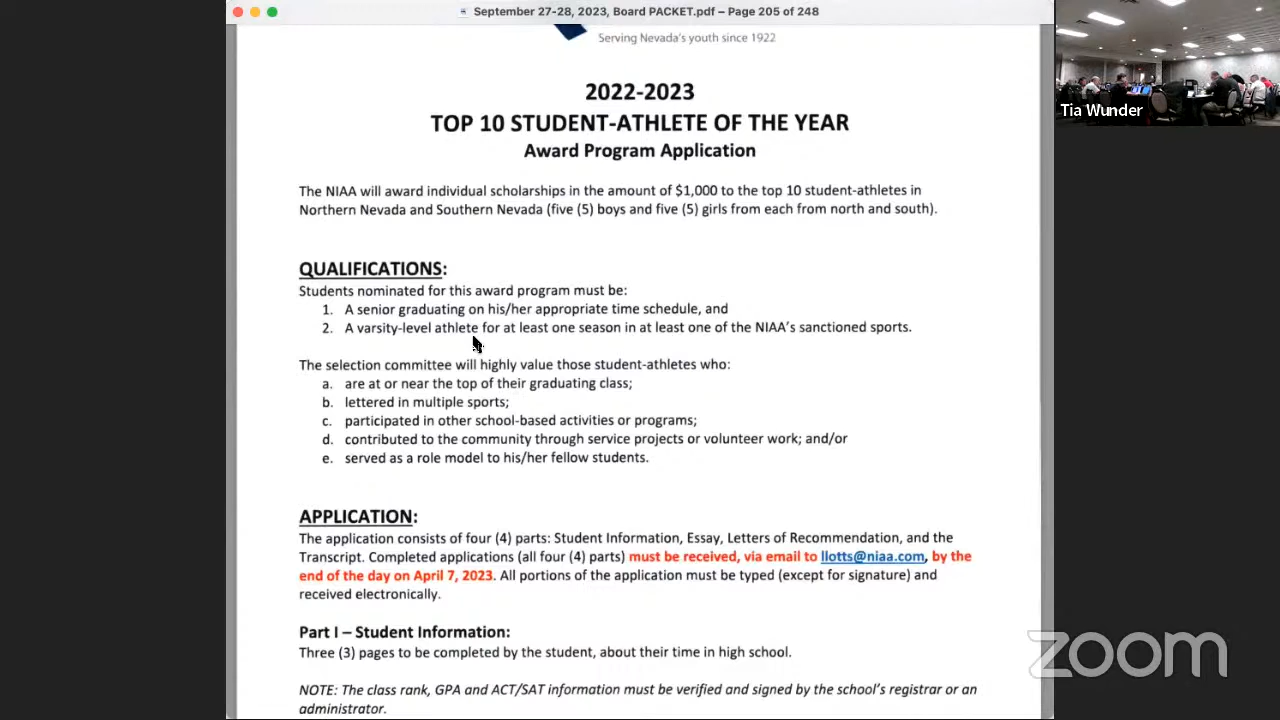 September 27-28, 2023, Board PACKET.pdf – Page 205 of 248
Serving Nevada's youth since 1922
Tia Wunder
2022-2023
TOP 10 STUDENT-ATHLETE OF THE YEAR
Award Program Application
The NIAA will award individual scholarships in the amount of $1,000 to the top 10 student-athletes in
Northern Nevada and Southern Nevada (five (5) boys and five (5) girls from each from north and south).
QUALIFICATIONS:
Students nominated for this award program must be:
1. A senior graduating on his/her appropriate time schedule, and
2. A varsity-level athlete for at least one season in at least one of the NIAA's sanctioned sports.
The selection committee will highly value those student-athletes who:
a. are at or near the top of their graduating class;
b. lettered in multiple sports;
c. participated in other school-based activities or programs;
d. contributed to the community through service projects or volunteer work; and/or
e. served as a role model to his/her fellow students.
APPLICATION:
The application consists of four (4) parts: Student Information, Essay, Letters of Recommendation, and the
Transcript. Completed applications (all four (4) parts) must be received, via email to llotts@niaa.com, by the
end of the day on April 7, 2023. All portions of the application must be typed (except for signature) and
received electronically.
Part I – Student Information:
Three (3) pages to be completed by the student, about their time in high school.
NOTE: The class rank, GPA and ACT/SAT information must be verified and signed by the school's registrar or an
administrator.
zoom